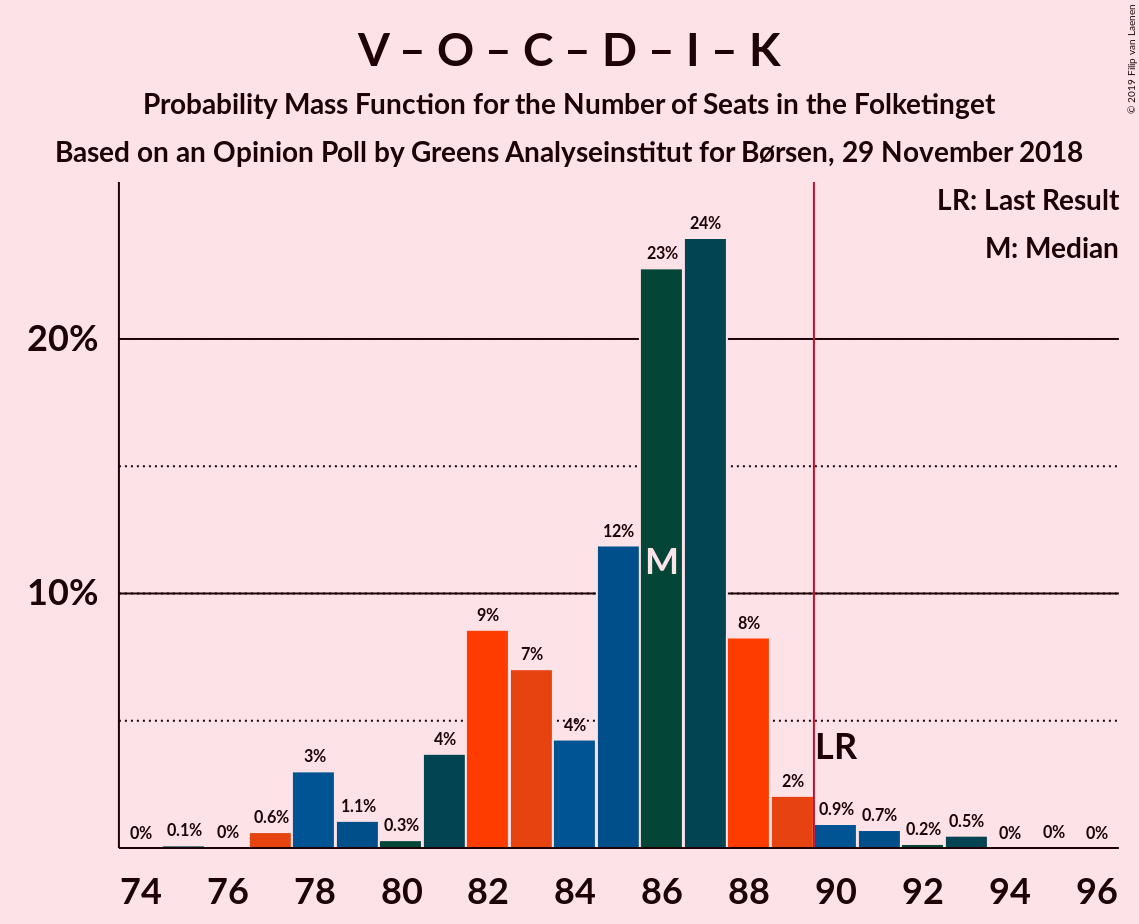 V – O – C – D – I – K
Probability Mass Function for the Number of Seats in the Folketinget
Based on an Opinion Poll by Greens Analyseinstitut for Børsen, 29 November 2018
© 2019 Filip van Laenen
LR: Last Result
M: Median
20%
10%
0% 0.1% 0% 0.6% 3% 1.1% 0.3% 4% 9% 7% 4% 12% 23% 24% 8% 2% 0.9% 0.7% 0.2% 0.5% 0% 0% 0%
M
LR
74 76 78 80 82 84 86 88 90 92 94 96